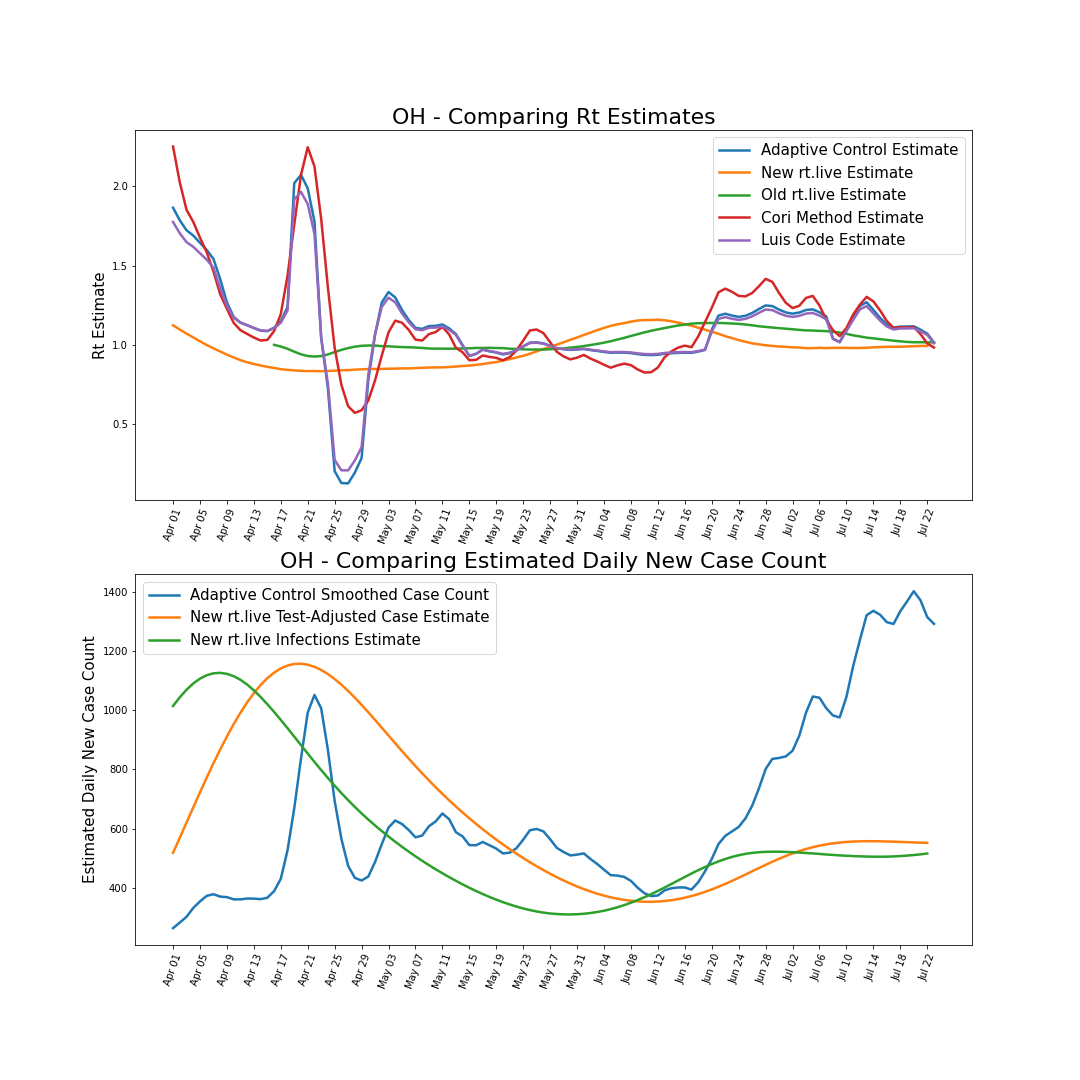 OH - Comparing Rt Estimates
Rt Estimate
2.0
1.5
1.0
0.5
Adaptive Control Estimate
New rt.live Estimate
Old rt.live Estimate
Cori Method Estimate
Luis Code Estimate
Apr 01
Apr 05
Apr 09
Apr 13
Apr 17
Apr 21
Apr 25
Apr 29
May 03
May 07
May 11
May 15
May 19
May 23
May 27
May 31
Jun 04
Jun 08
Jun 12
Jun 16
Jun 20
Jun 24
Jun 28
Jul 02
Jul 06
Jul 10
Jul 14
Jul 18
Jul 22
OH - Comparing Estimated Daily New Case Count
Estimated Daily New Case Count
1400
1200
1000
800
600
400
Adaptive Control Smoothed Case Count
New rt.live Test-Adjusted Case Estimate
New rt.live Infections Estimate
Apr 01
Apr 05
Apr 09
Apr 13
Apr 17
Apr 21
Apr 25
Apr 29
May 03
May 07
May 11
May 15
May 19
May 23
May 27
May 31
Jun 04
Jun 08
Jun 12
Jun 16
Jun 20
Jun 24
Jun 28
Jul 02
Jul 06
Jul 10
Jul 14
Jul 18
Jul 22